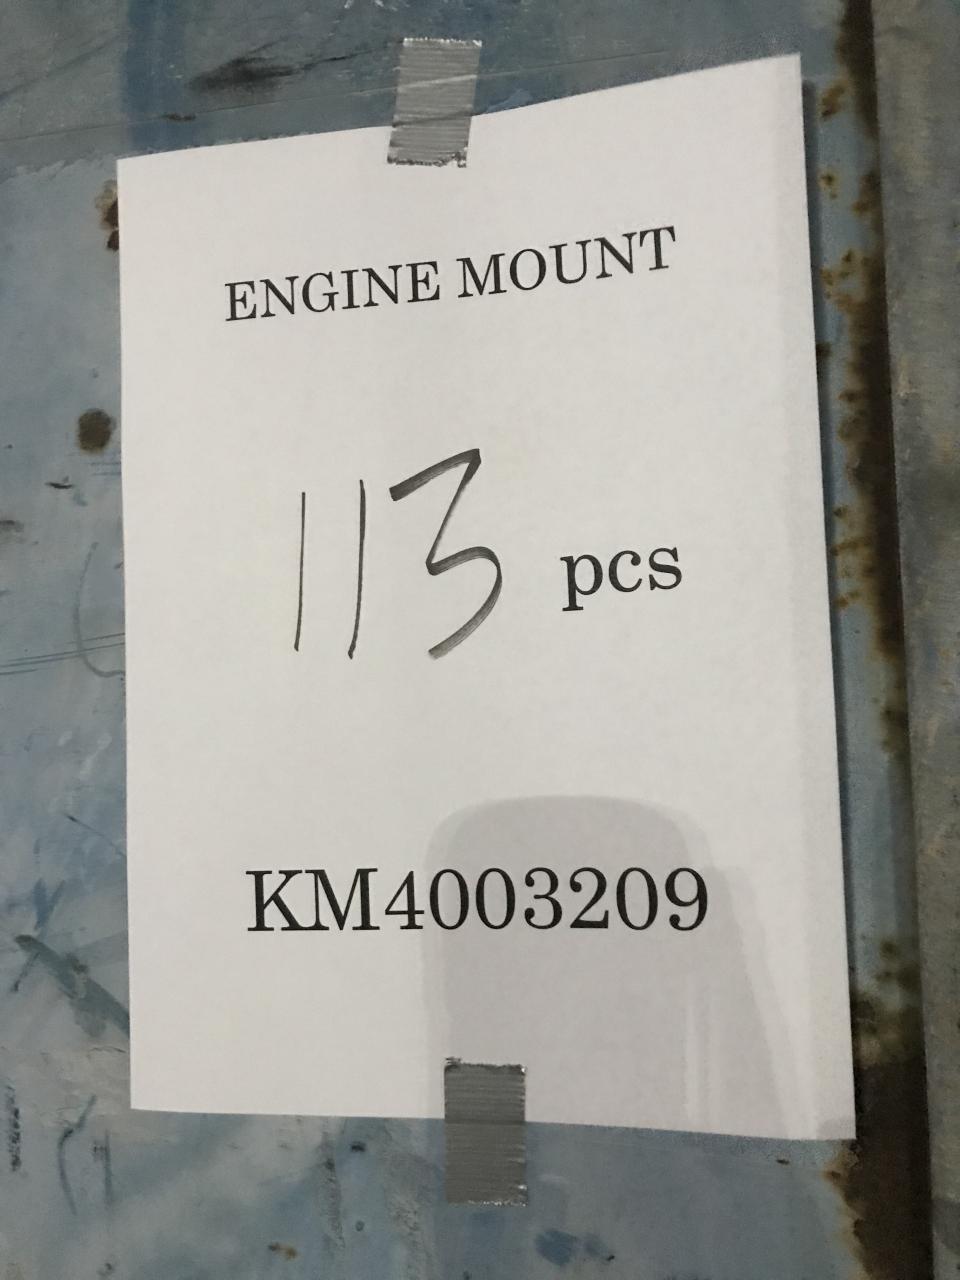 ENGINE MOUNT
113 pcs
KM4003209